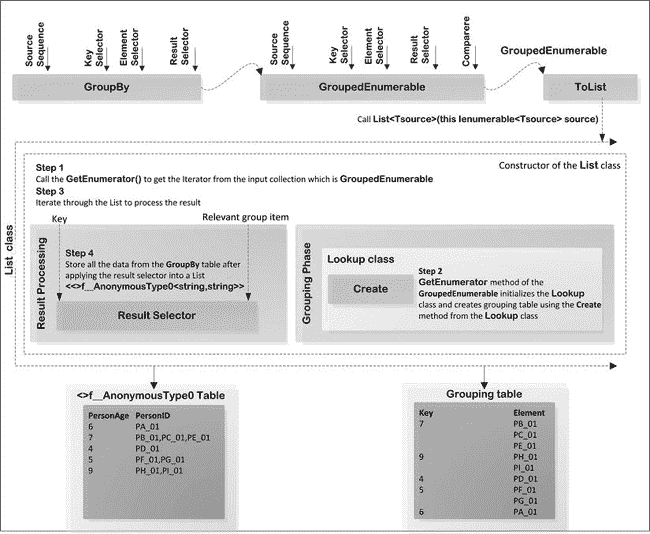 Source
Sequence
Key
Selector
Element
Selector
Result
Selector
Source
Sequence
Key
Selector
Element
Selector
Result
Selector
Comparere
GroupedEnumerable
GroupBy
GroupedEnumerable
ToList
Call List<Tsource>(this Ienumerable<Tsource> source)
List class
Constructor of the List class
Step 1
Call the GetEnumerator() to get the Iterator from the input collection which is GroupedEnumerable
Step 3
Iterate through the List to process the result
Key
Relevant group item
Result Processing
Step 4
Store all the data from the GroupBy table after
applying the result selector into a List
<<>f__AnonymousType0<string,string>>
Result Selector
Grouping Phase
Lookup class
Create
Step 2
GetEnumerator method of the
GroupedEnumerable initializes the Lookup
class and creates grouping table using the Create
method from the Lookup class
<>f__AnonymousType0 Table
PersonAge PersonID
6 PA_01
7 PB_01,PC_01,PE_01
4 PD_01
5 PF_01,PG_01
9 PH_01,PI_01
Grouping table
Key Element
7 PB_01
PC_01
PE_01
9 PH_01
PI_01
4 PD_01
5 PF_01
PG_01
6 PA_01